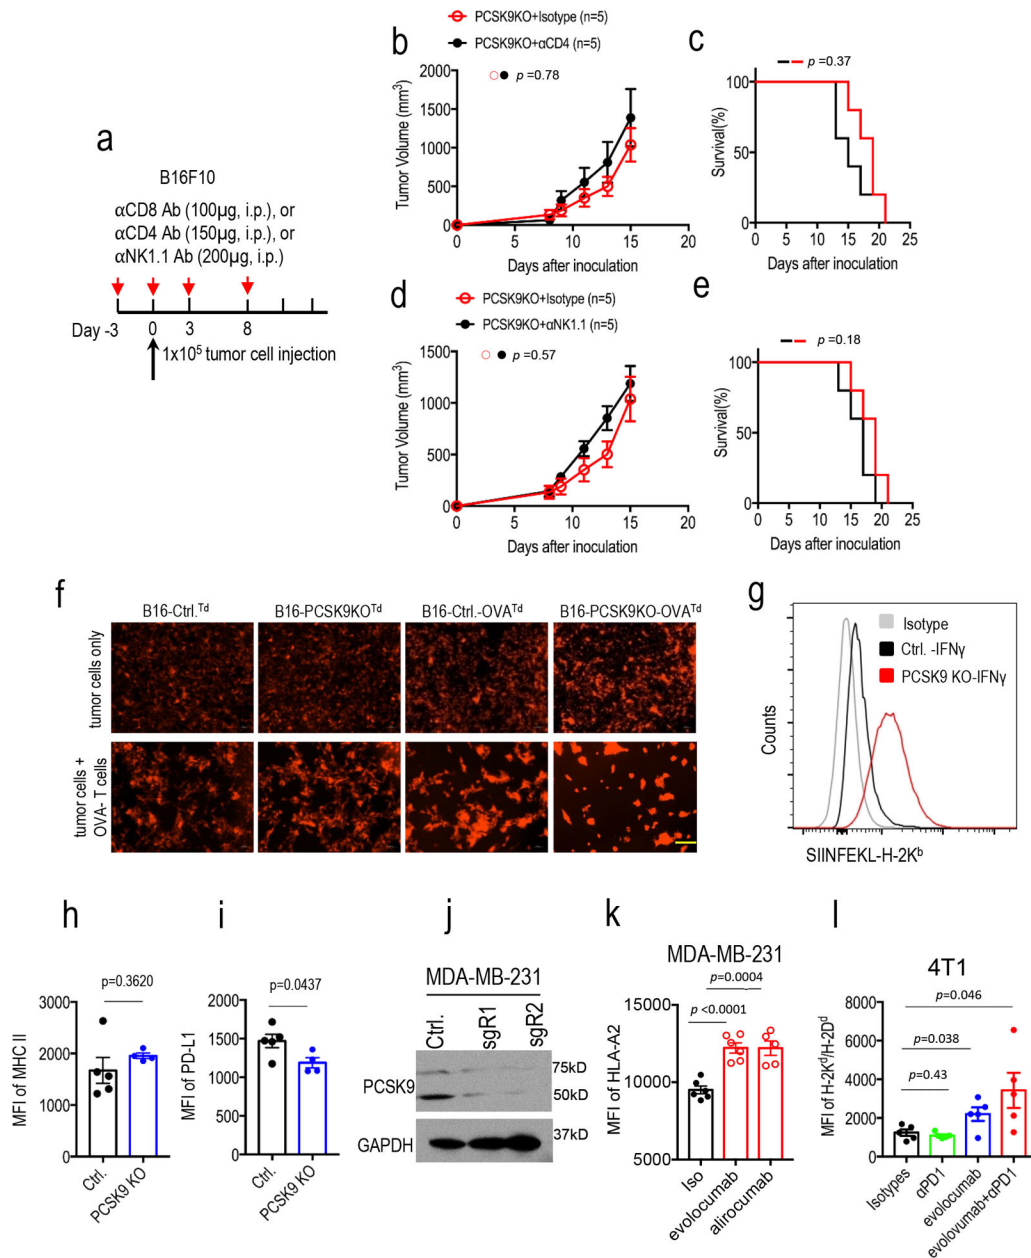 a
B16F10
αCD8 Ab (100µg, i.p.), or
αCD4 Ab (150µg, i.p.), or
αNK1.1 Ab (200µg, i.p.)
Day -3 0 3 8
1x10⁵ tumor cell injection
b
PCSK9KO+Isotype (n=5)
PCSK9KO+αCD4 (n=5)
p =0.78
Tumor Volume (mm³)
2000
1500
1000
500
0
0 5 10 15 20
Days after inoculation
c
p =0.37
Survival(%)
100
50
0
0 5 10 15 20 25
Days after inoculation
d
PCSK9KO+Isotype (n=5)
PCSK9KO+αNK1.1 (n=5)
p =0.57
Tumor Volume (mm³)
1500
1000
500
0
0 5 10 15 20
Days after inoculation
e
p =0.18
Survival(%)
100
50
0
0 5 10 15 20 25
Days after inoculation
f
B16-Ctrl.ᵀᵈ B16-PCSK9KOᵀᵈ B16-Ctrl.-OVAᵀᵈ B16-PCSK9KO-OVAᵀᵈ
tumor cells only
tumor cells +
OVA- T cells
g
Isotype
Ctrl. -IFNγ
PCSK9 KO-IFNγ
Counts
SIINFEKL-H-2Kᵇ
h
p=0.3620
MFI of MHC II
3000
2000
1000
0
Ctrl.
PCSK9 KO
i
p=0.0437
MFI of PD-L1
2000
1500
1000
500
0
Ctrl.
PCSK9 KO
j
MDA-MB-231
Ctrl. sgR1 sgR2
PCSK9
75kD
50kD
GAPDH
37kD
k
MDA-MB-231
p=0.0004
p <0.0001
MFI of HLA-A2
15000
10000
5000
Iso
evolocumab
alirocumab
l
4T1
p=0.046
p=0.038
p=0.43
MFI of H-2Kᵈ/H-2Dᵈ
8000
6000
4000
2000
0
Isotypes
αPD1
evolocumab
evolovumab+αPD1